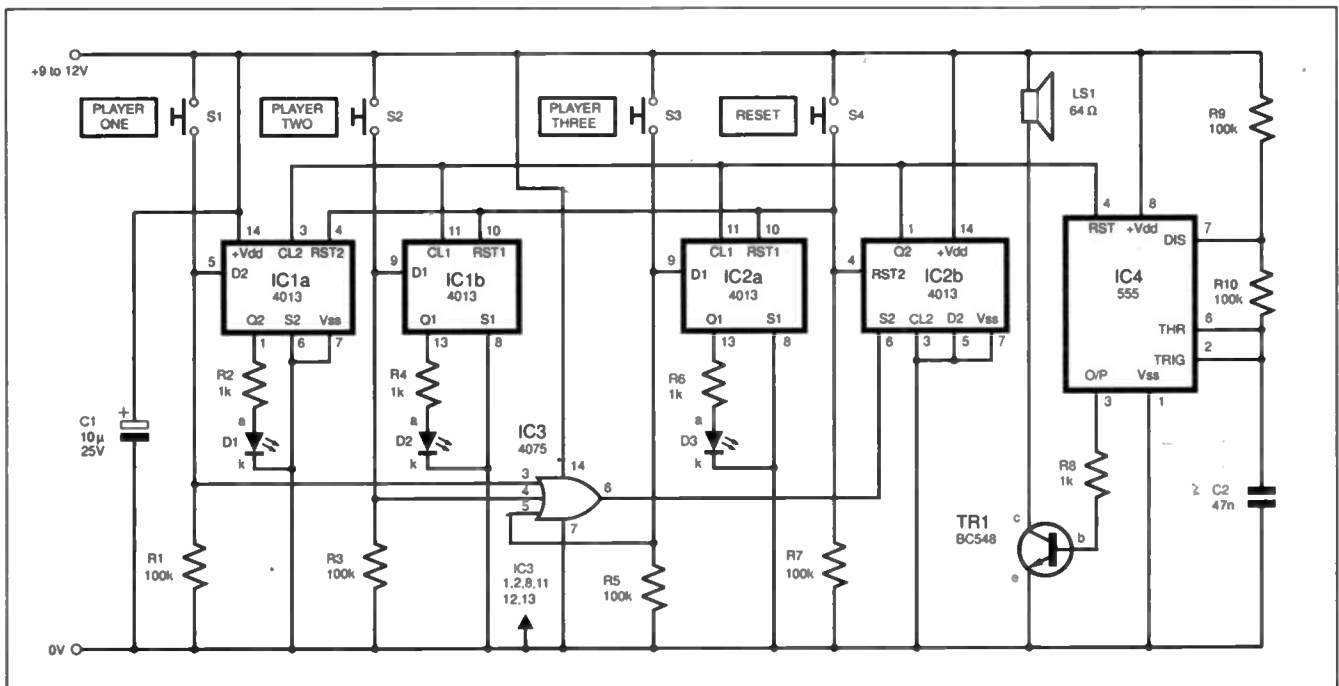 +9 to 12V
PLAYER
ONE
S1
PLAYER
TWO
S2
PLAYER
THREE
S3
RESET
S4
LS1
64 Ω
R9
100k
14
3
4
+Vdd
CL2
RST2
5
D2
IC1a
4013
Q2
S2
Vss
1
6
7
11
10
CL1
RST1
9
D1
IC1b
4013
Q1
S1
13
8
11
10
CL1
RST1
9
D1
IC2a
4013
Q1
S1
13
8
1
14
Q2
+Vdd
4
RST2
IC2b
4013
S2
CL2
D2
Vss
6
3
5
7
4
8
RST
+Vdd
DIS
7
IC4
555
THR
6
TRIG
2
O/P
Vss
3
1
R10
100k
R2
1k
a
D1
k
R4
1k
a
D2
k
R6
1k
a
D3
k
C1
+
10μ
25V
IC3
4075
14
3
4
5
6
7
R8
1k
C2
47n
TR1
BC548
c
b
e
R1
100k
R3
100k
IC3
1,2,8,11
12,13
R5
100k
R7
100k
0V